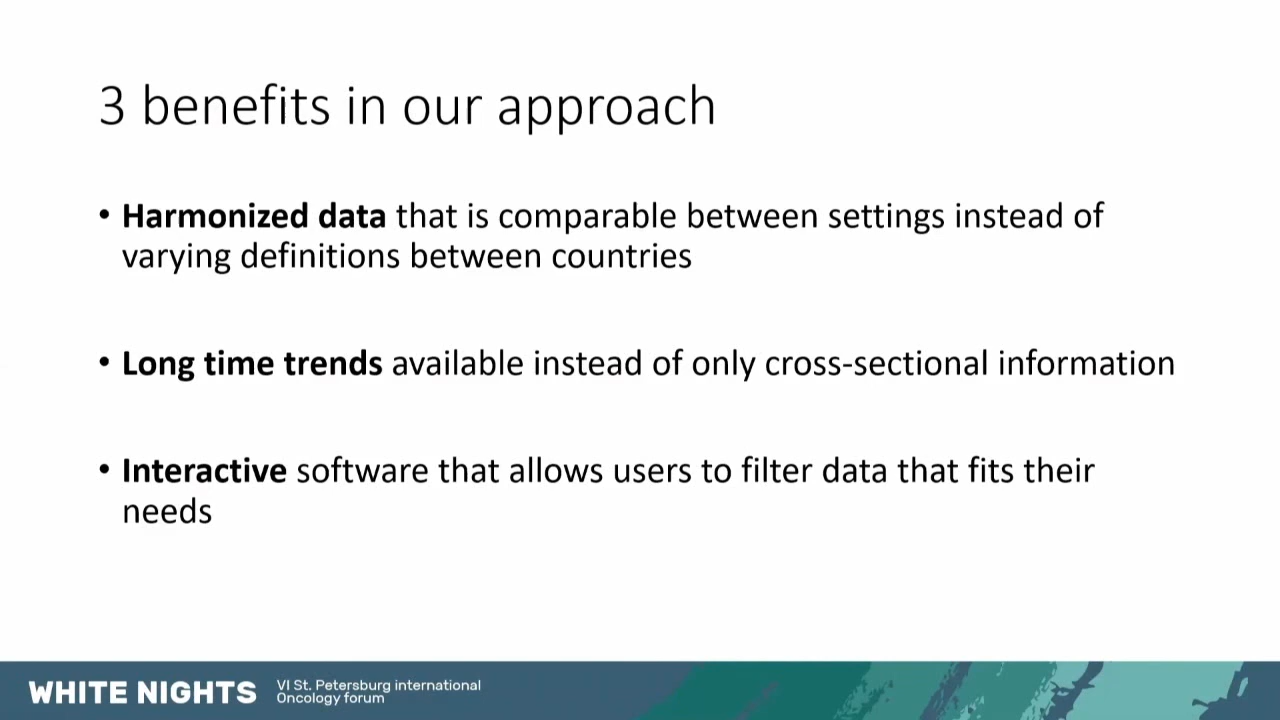 3 benefits in our approach
• Harmonized data that is comparable between settings instead of
varying definitions between countries
• Long time trends available instead of only cross-sectional information
• Interactive software that allows users to filter data that fits their
needs
WHITE NIGHTS
VI St. Petersburg international
Oncology forum